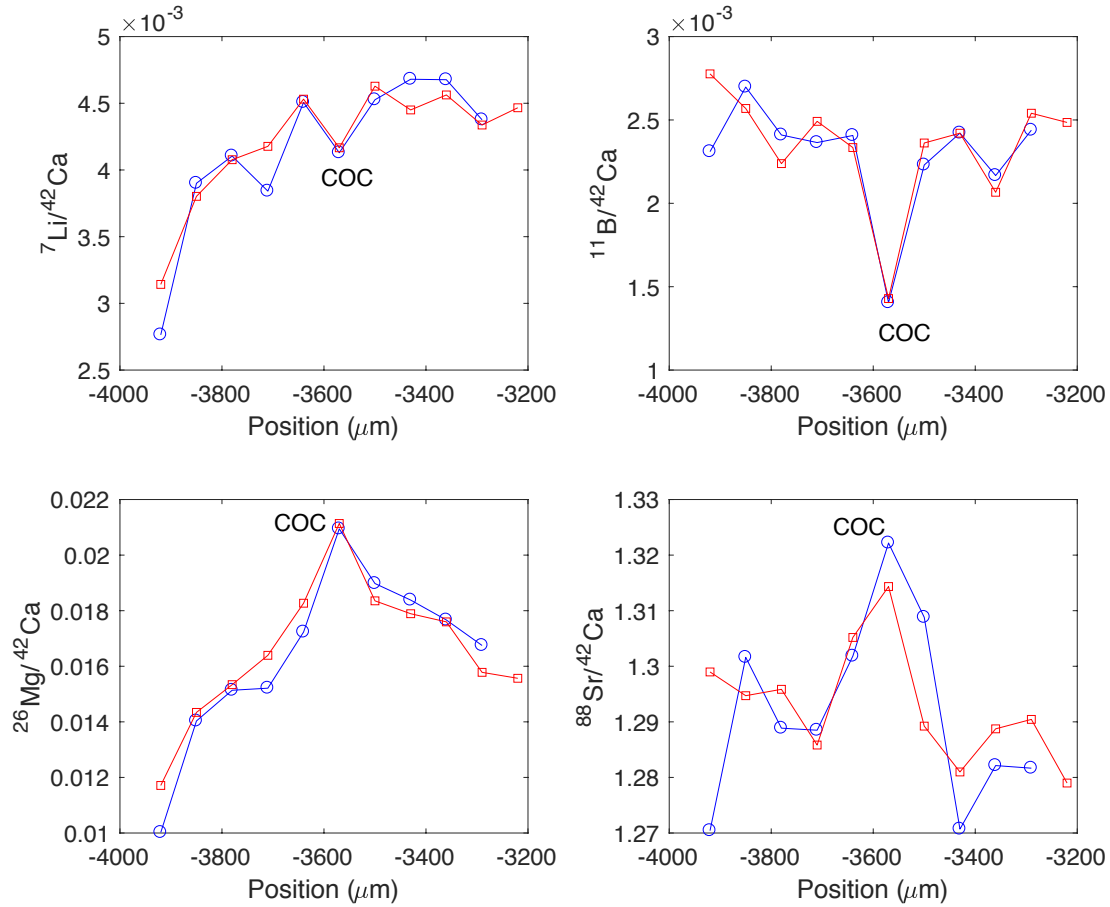 ×10⁻³
5
4.5
4
3.5
3
2.5
⁷Li/⁴²Ca
COC
-4000 -3800 -3600 -3400 -3200
Position (μm)
×10⁻³
3
2.5
2
1.5
1
¹¹B/⁴²Ca
COC
-4000 -3800 -3600 -3400 -3200
Position (μm)
0.022
0.02
0.018
0.016
0.014
0.012
0.01
²⁶Mg/⁴²Ca
COC
-4000 -3800 -3600 -3400 -3200
Position (μm)
1.33
1.32
1.31
1.3
1.29
1.28
1.27
⁸⁸Sr/⁴²Ca
COC
-4000 -3800 -3600 -3400 -3200
Position (μm)